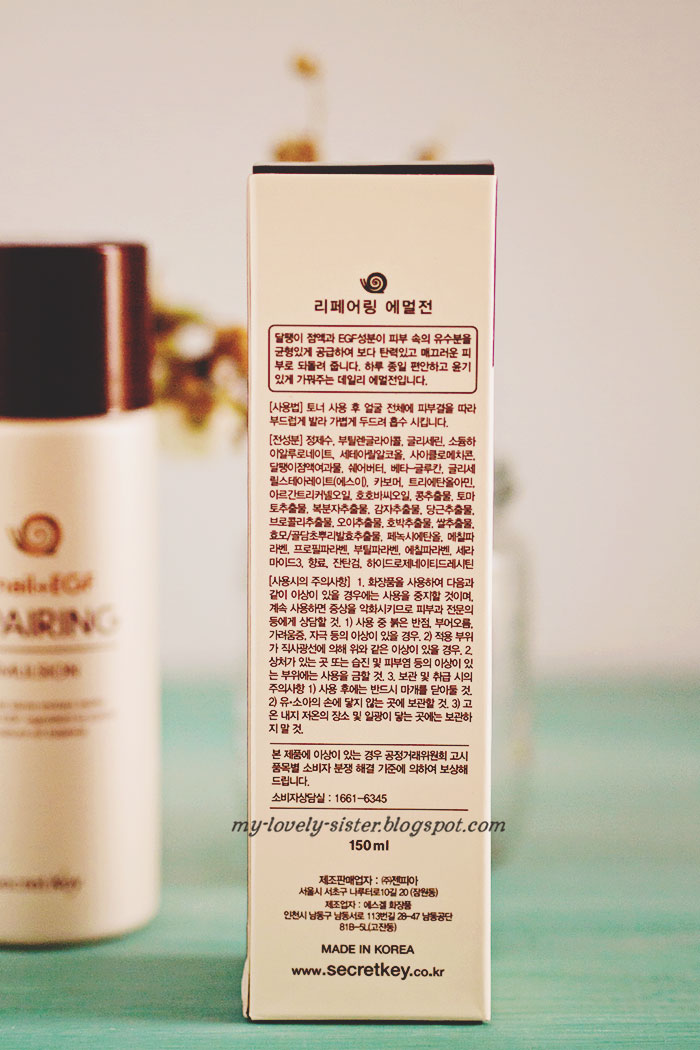 리페어링 에멀전
달팽이 점액과 EGF성분이 피부 속의 유수분을
균형있게 공급하여 보다 탄력있고 매끄러운 피
부로 되돌려 줍니다. 하루 종일 편안하고 윤기
있게 가꿔주는 데일리 에멀전입니다.
[사용법] 토너 사용 후 얼굴 전체에 피부결을 따라
부드럽게 발라 가볍게 두드려 흡수 시킵니다.
[전성분] 정제수, 부틸렌글라이콜, 글리세린, 소듐하
이알루로네이트, 세테아릴알코올, 사이클로메치콘,
달팽이점액여과물, 쉐어버터, 베타-글루칸, 글리세
릴스테아레이트(에스이), 카보머, 트리에탄올아민,
아르간트리커넬오일, 호호바씨오일, 콩추출물, 토마
토추출물, 복분자추출물, 감자추출물, 당근추출물,
브로콜리추출물, 오이추출물, 호박추출물, 쌀추출물,
효모/골담초뿌리발효추출물, 페녹시에탄올, 메칠파
라벤, 프로필파라벤, 부틸파라벤, 에칠파라벤, 세라
마이드3, 향료, 잔탄검, 하이드로제네이티드레시틴
[사용시의 주의사항] 1. 화장품을 사용하여 다음과
같이 이상이 있을 경우에는 사용을 중지할 것이며,
계속 사용하면 증상을 악화시키므로 피부과 전문의
등에게 상담할 것. 1) 사용 중 붉은 반점, 부어오름,
가려움증, 자극 등의 이상이 있을 경우. 2) 적용 부위
가 직사광선에 의해 위와 같은 이상이 있을 경우. 2.
상처가 있는 곳 또는 습진 및 피부염 등의 이상이 있
는 부위에는 사용을 금할 것. 3. 보관 및 취급 시의
주의사항 1) 사용 후에는 반드시 마개를 닫아둘 것.
2) 유·소아의 손에 닿지 않는 곳에 보관할 것. 3) 고
온 내지 저온의 장소 및 일광이 닿는 곳에는 보관하
지 말 것.
본 제품에 이상이 있는 경우 공정거래위원회 고시
품목별 소비자 분쟁 해결 기준에 의하여 보상해
드립니다.
소비자상담실 : 1661-6345
my-lovely-sister.blogspot.com
150ml
제조판매업자 : ㈜젠피아
서울시 서초구 나루터로10길 20 (잠원동)
제조업자 : 에스겔 화장품
인천시 남동구 남동서로 113번길 28-47 남동공단
81B-5L(고잔동)
MADE IN KOREA
www.secretkey.co.kr
PAIRING